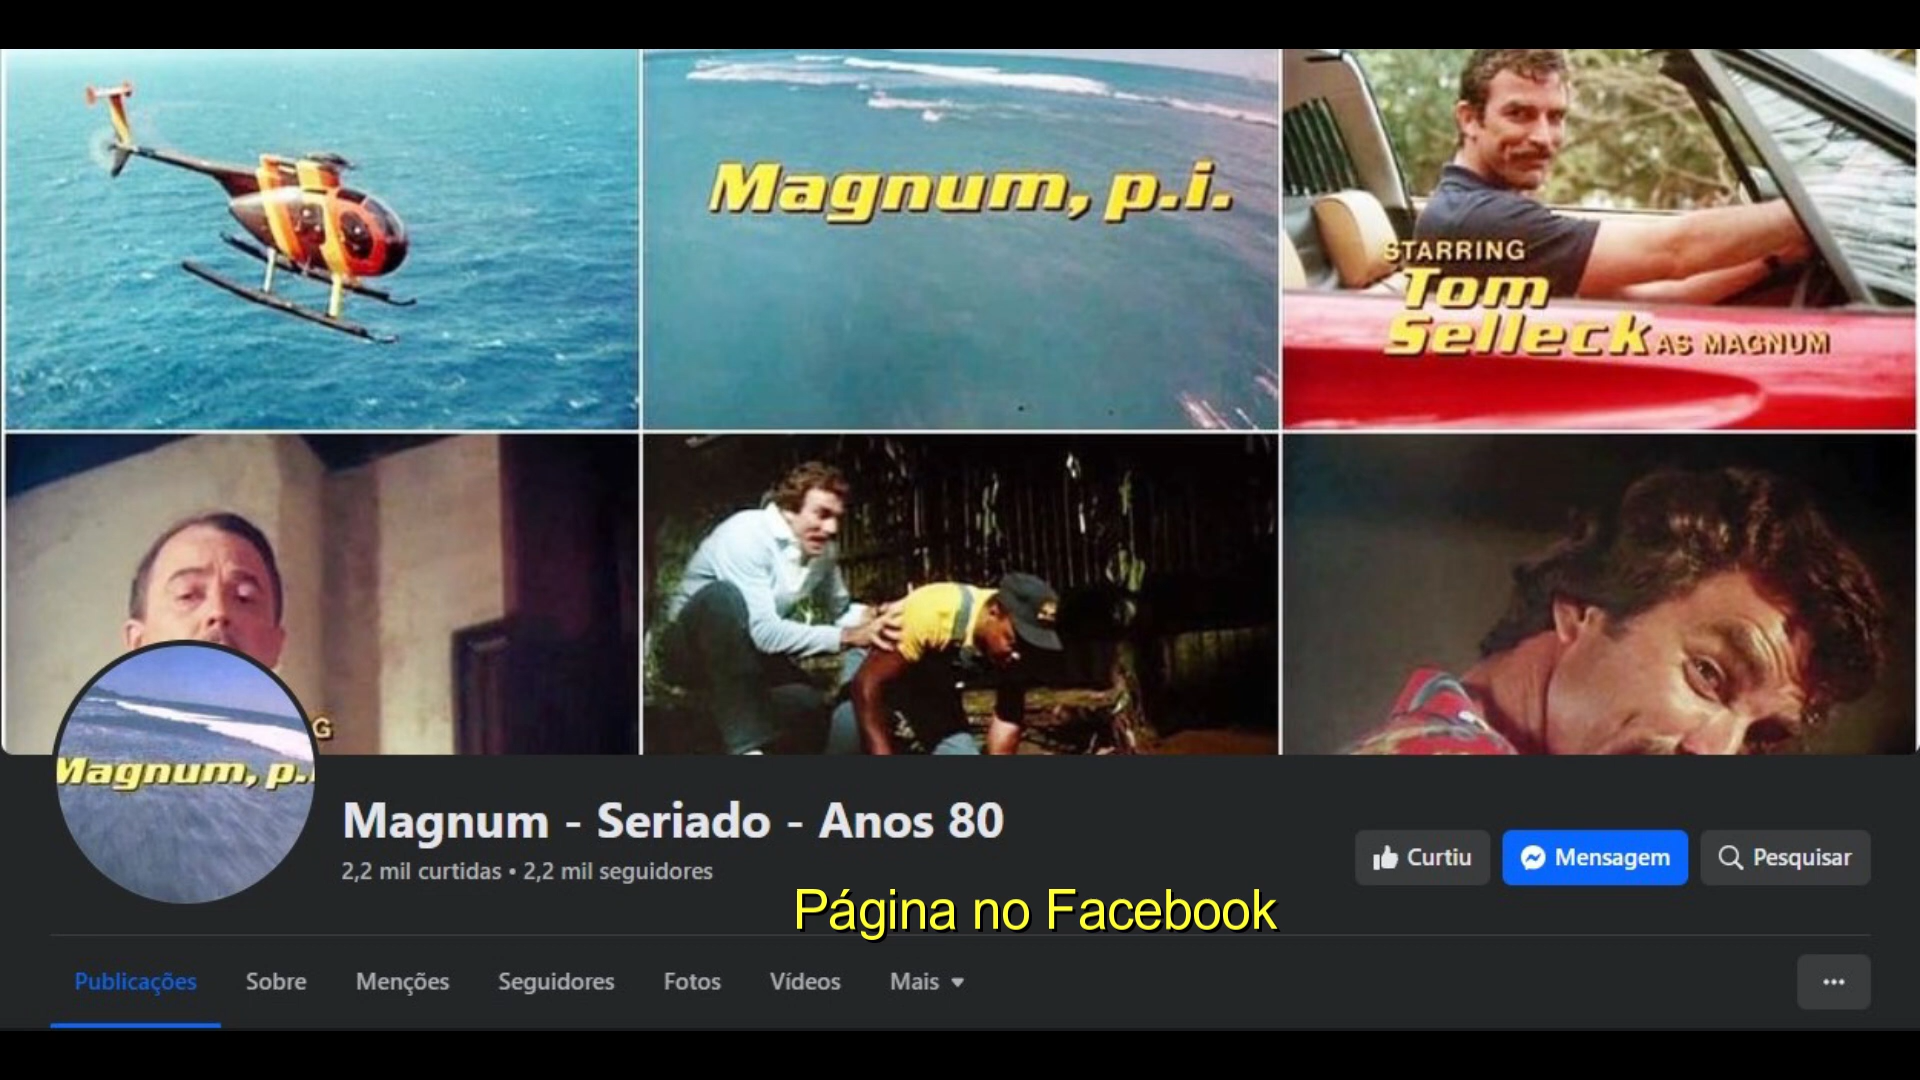 Magnum, p.i.
STARRING
Tom
Selleck AS MAGNUM
G
Magnum, p.i
Magnum - Seriado - Anos 80
2,2 mil curtidas • 2,2 mil seguidores
Curtiu
Mensagem
Pesquisar
Página no Facebook
Publicações
Sobre
Menções
Seguidores
Fotos
Vídeos
Mais